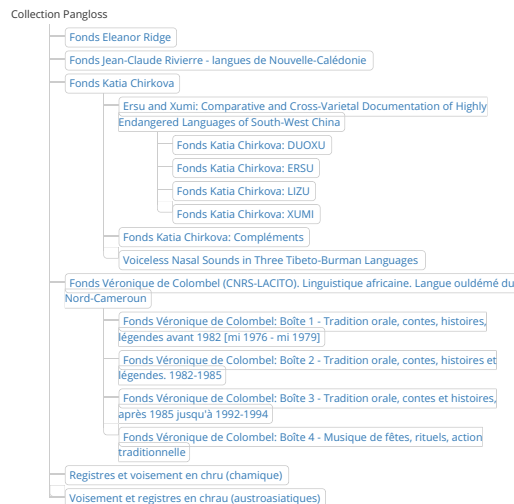 Collection Pangloss
Fonds Eleanor Ridge
Fonds Jean-Claude Rivierre - langues de Nouvelle-Calédonie
Fonds Katia Chirkova
Ersu and Xumi: Comparative and Cross-Varietal Documentation of Highly
Endangered Languages of South-West China
Fonds Katia Chirkova: DUOXU
Fonds Katia Chirkova: ERSU
Fonds Katia Chirkova: LIZU
Fonds Katia Chirkova: XUMI
Fonds Katia Chirkova: Compléments
Voiceless Nasal Sounds in Three Tibeto-Burman Languages
Fonds Véronique de Colombel (CNRS-LACITO). Linguistique africaine. Langue ouldémé du
Nord-Cameroun
Fonds Véronique de Colombel: Boîte 1 - Tradition orale, contes, histoires,
légendes avant 1982 [mi 1976 - mi 1979]
Fonds Véronique de Colombel: Boîte 2 - Tradition orale, contes, histoires et
légendes. 1982-1985
Fonds Véronique de Colombel: Boîte 3 - Tradition orale, contes et histoires,
après 1985 jusqu'à 1992-1994
Fonds Véronique de Colombel: Boîte 4 - Musique de fêtes, rituels, action
traditionnelle
Registres et voisement en chru (chamique)
Voisement et registres en chrau (austroasiatiques)